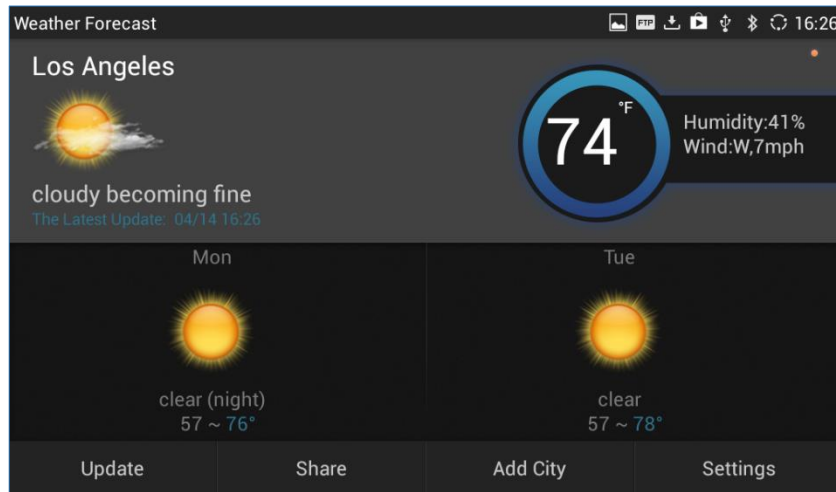 Weather Forecast
FTP
16:26
Los Angeles
74 °F
Humidity:41%
Wind:W,7mph
cloudy becoming fine
The Latest Update: 04/14 16:26
Mon
Tue
clear (night)
clear
57 ~ 76°
57 ~ 78°
Update
Share
Add City
Settings